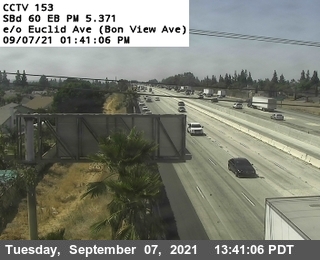 CCTV 153
SBd 60 EB PM 5.371
e/o Euclid Ave (Bon View Ave)
09/07/21 01:41:06 PM
Tuesday, September 07, 2021 13:41:06 PDT